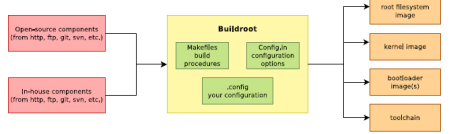 Open-source components
(from http, ftp, git, svn, etc,)
In-house components
(from http, ftp, git, svn, etc,)
Buildroot
Makefiles
build
procedures
Config,in
configuration
options
,config
your configuration
root filesystem
image
kernel image
bootloader
image(s)
toolchain